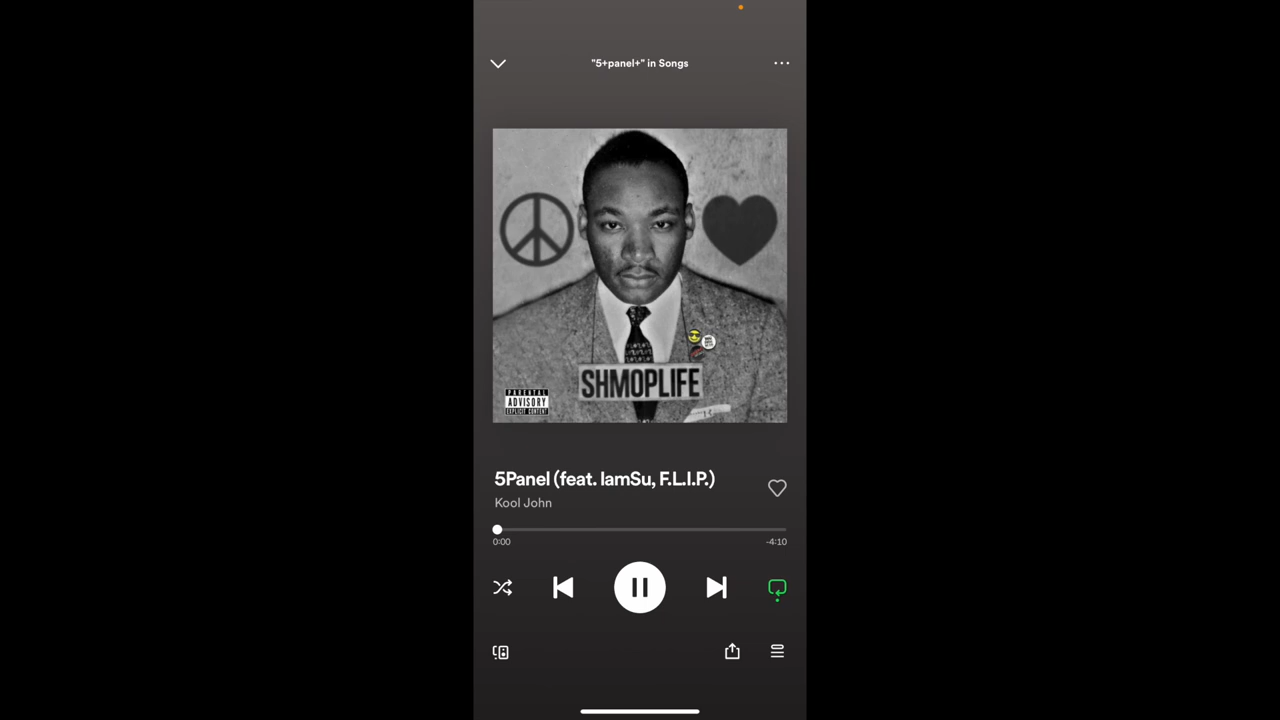 "5+panel+" in Songs
SHMOPLIFE
PARENTAL
ADVISORY
EXPLICIT CONTENT
5Panel (feat. IamSu, F.L.I.P.)
Kool John
0:00
-4:10